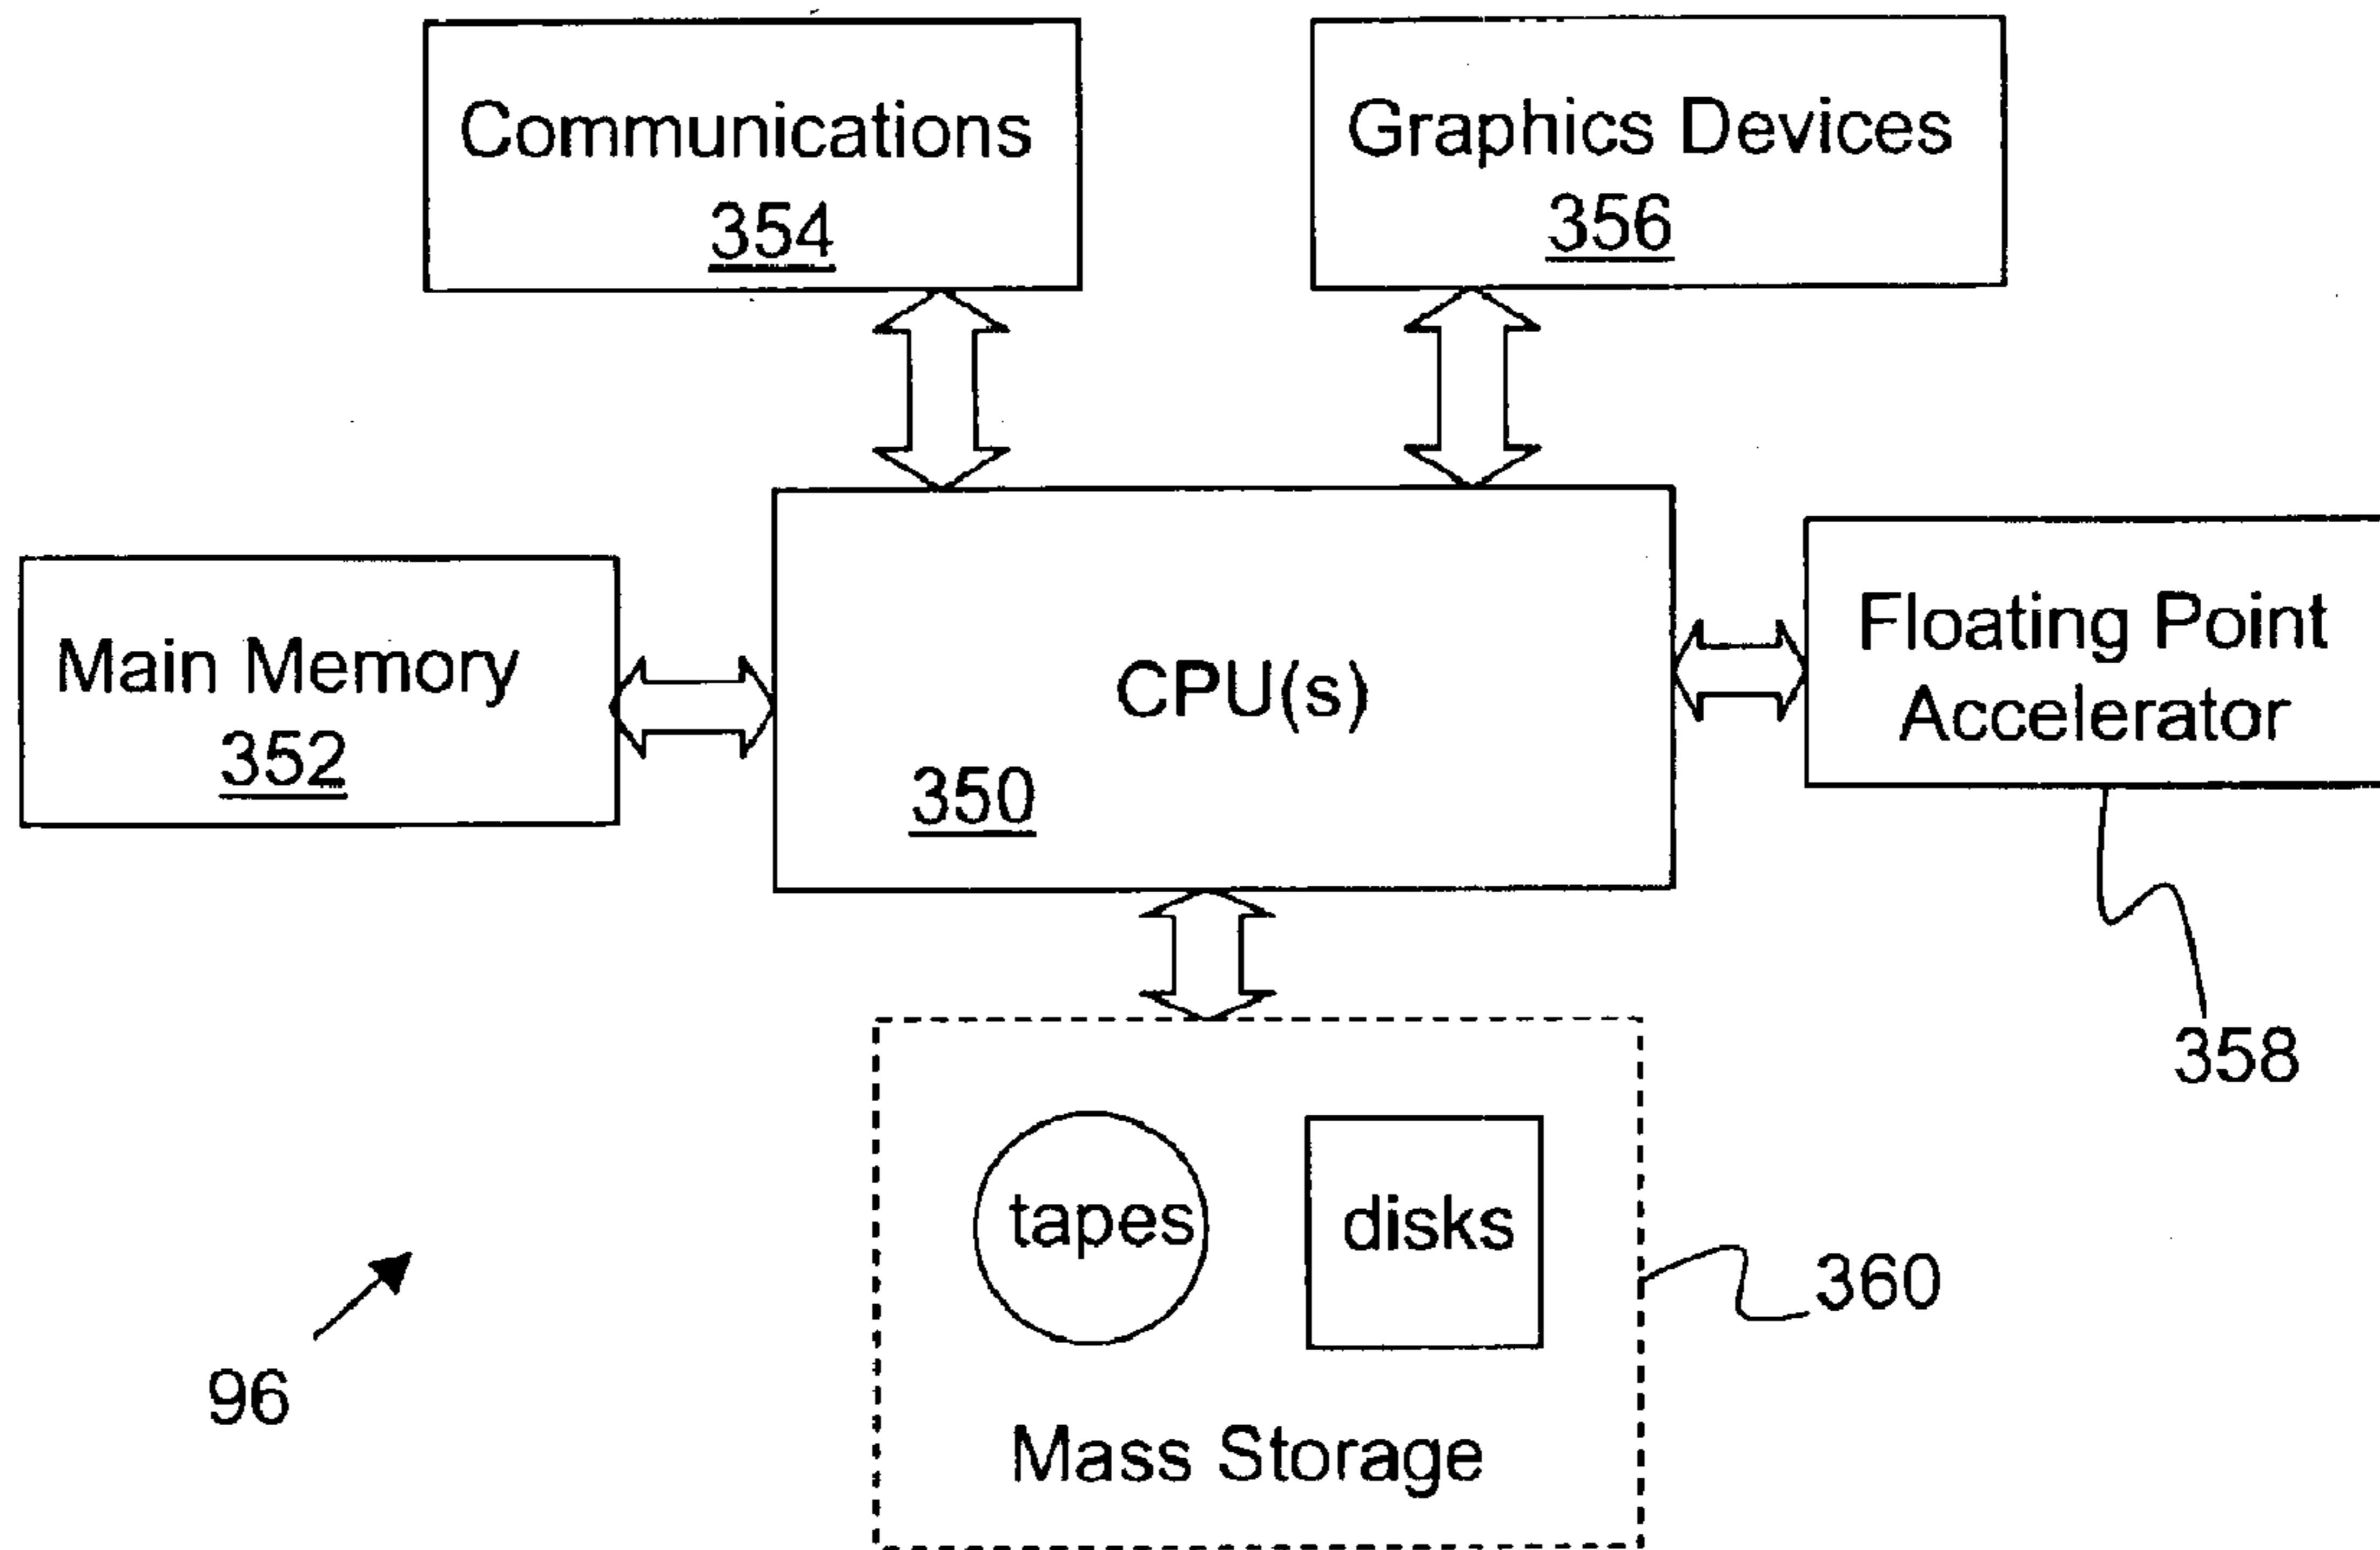 Communications
354
Graphics Devices
356
Main Memory
352
CPU(s)
350
Floating Point
Accelerator
358
tapes
disks
360
Mass Storage
96